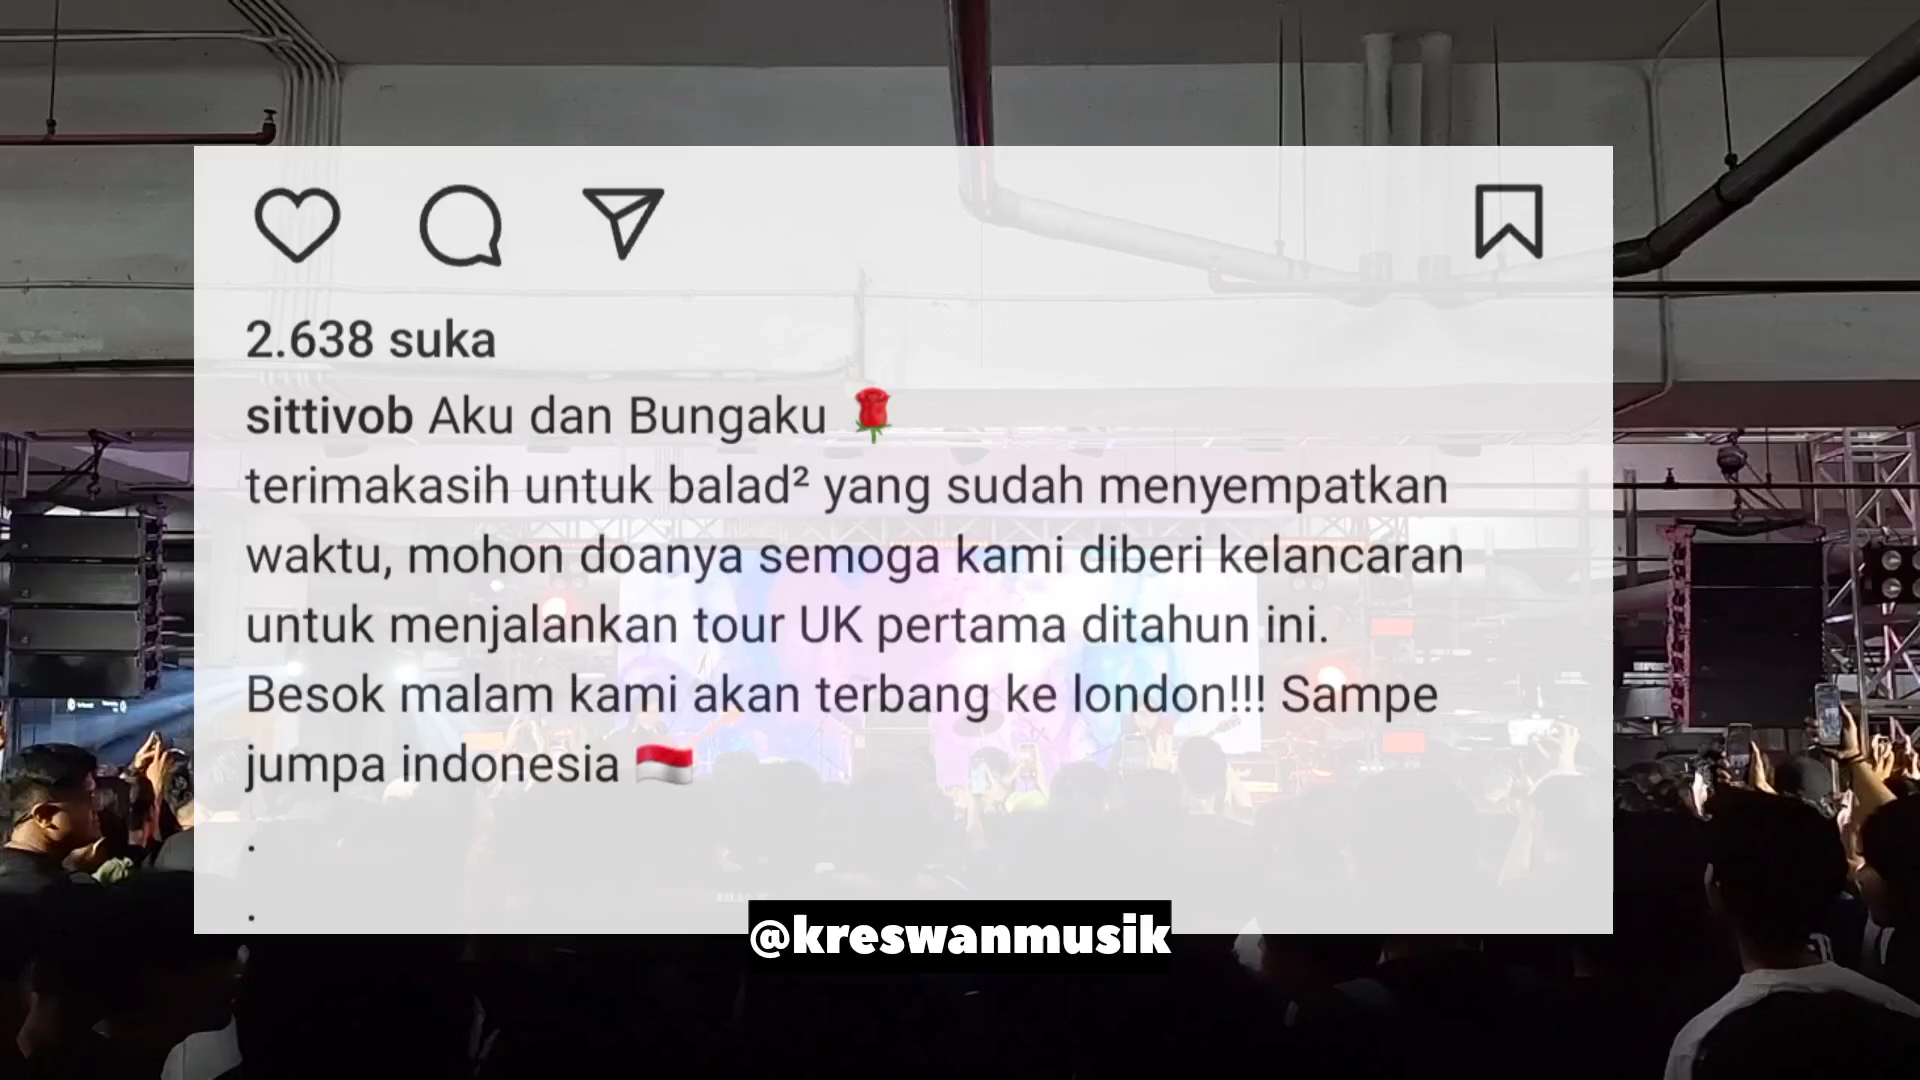 2.638 suka
sittivob Aku dan Bungaku 🌹
terimakasih untuk balad² yang sudah menyempatkan
waktu, mohon doanya semoga kami diberi kelancaran
untuk menjalankan tour UK pertama ditahun ini.
Besok malam kami akan terbang ke london!!! Sampe
jumpa indonesia 🇮🇩
.
.
@kreswanmusik